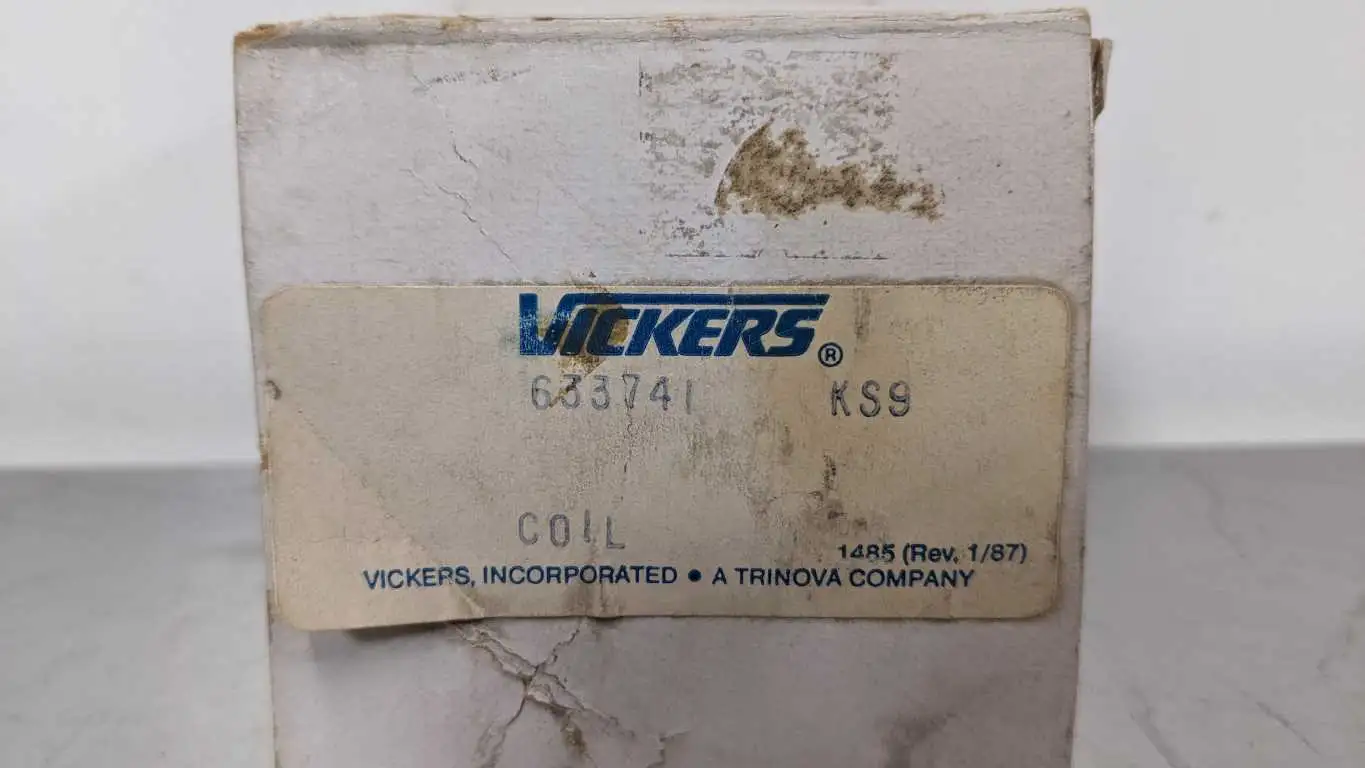 VICKERS®
633741 KS9
COIL
1485 (Rev. 1/87)
VICKERS, INCORPORATED • A TRINOVA COMPANY